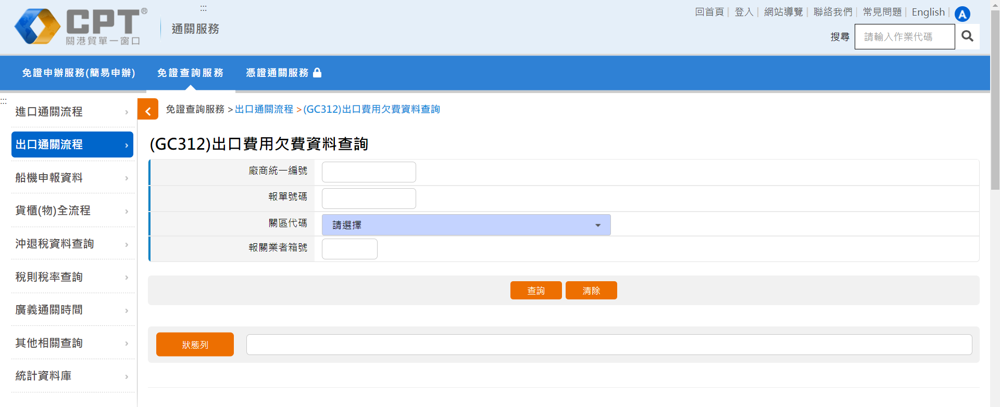 CPT®
關港貿單一窗口
:::
通關服務
回首頁 | 登入 | 網站導覽 | 聯絡我們 | 常見問題 | English | A
搜尋 請輸入作業代碼
免證申辦服務(簡易申辦) 免證查詢服務 憑證通關服務
:::
進口通關流程
出口通關流程
船機申報資料
貨櫃(物)全流程
沖退稅資料查詢
稅則稅率查詢
廣義通關時間
其他相關查詢
統計資料庫
免證查詢服務 > 出口通關流程 > (GC312)出口費用欠費資料查詢
(GC312)出口費用欠費資料查詢
廠商統一編號
報單號碼
關區代碼 請選擇
報關業者箱號
查詢 清除
狀態列